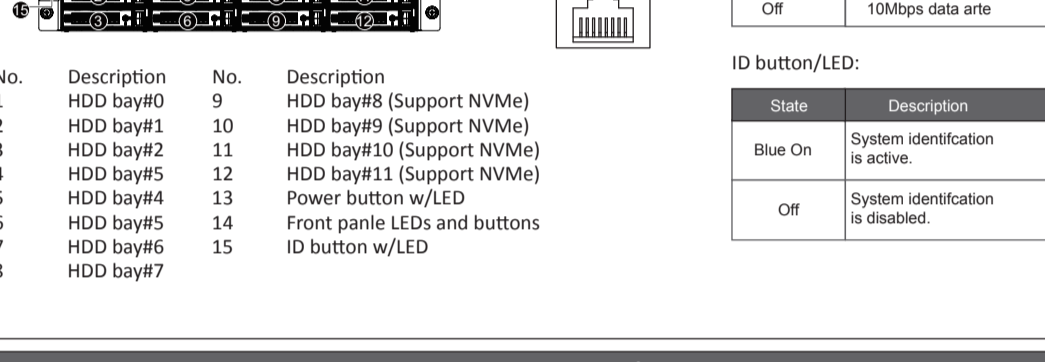 15
3 6 9 12
Off 10Mbps data arte
No. Description No. Description
HDD bay#0 9 HDD bay#8 (Support NVMe)
HDD bay#1 10 HDD bay#9 (Support NVMe)
HDD bay#2 11 HDD bay#10 (Support NVMe)
HDD bay#5 12 HDD bay#11 (Support NVMe)
HDD bay#4 13 Power button w/LED
HDD bay#5 14 Front panle LEDs and buttons
HDD bay#6 15 ID button w/LED
HDD bay#7
ID button/LED:
State Description
Blue On System identifcation
is active.
Off System identifcation
is disabled.